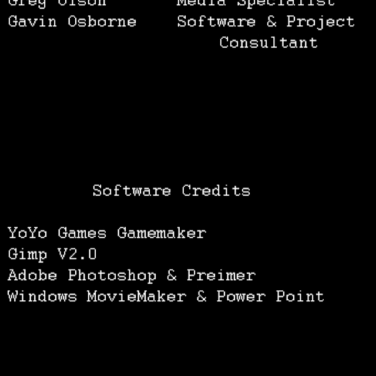 Greg Olson Media Specialist
Gavin Osborne Software & Project
Consultant
Software Credits
YoYo Games Gamemaker
Gimp V2.0
Adobe Photoshop & Preimer
Windows MovieMaker & Power Point